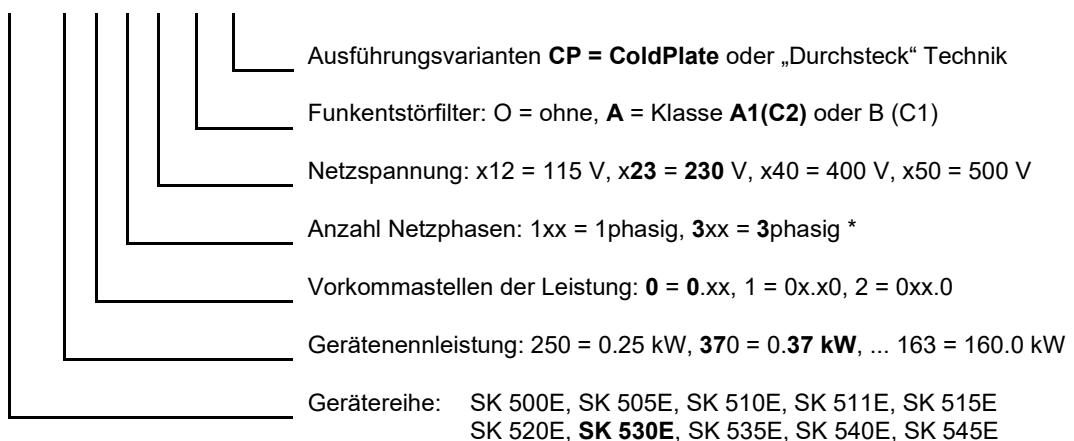 Ausführungsvarianten CP = ColdPlate oder „Durchsteck“ Technik
Funkentstörfilter: O = ohne, A = Klasse A1(C2) oder B (C1)
Netzspannung: x12 = 115 V, x23 = 230 V, x40 = 400 V, x50 = 500 V
Anzahl Netzphasen: 1xx = 1phasig, 3xx = 3phasig *
Vorkommastellen der Leistung: 0 = 0.xx, 1 = 0x.x0, 2 = 0xx.0
Gerätenennleistung: 250 = 0.25 kW, 370 = 0.37 kW, ... 163 = 160.0 kW
Gerätereihe: SK 500E, SK 505E, SK 510E, SK 511E, SK 515E
SK 520E, SK 530E, SK 535E, SK 540E, SK 545E